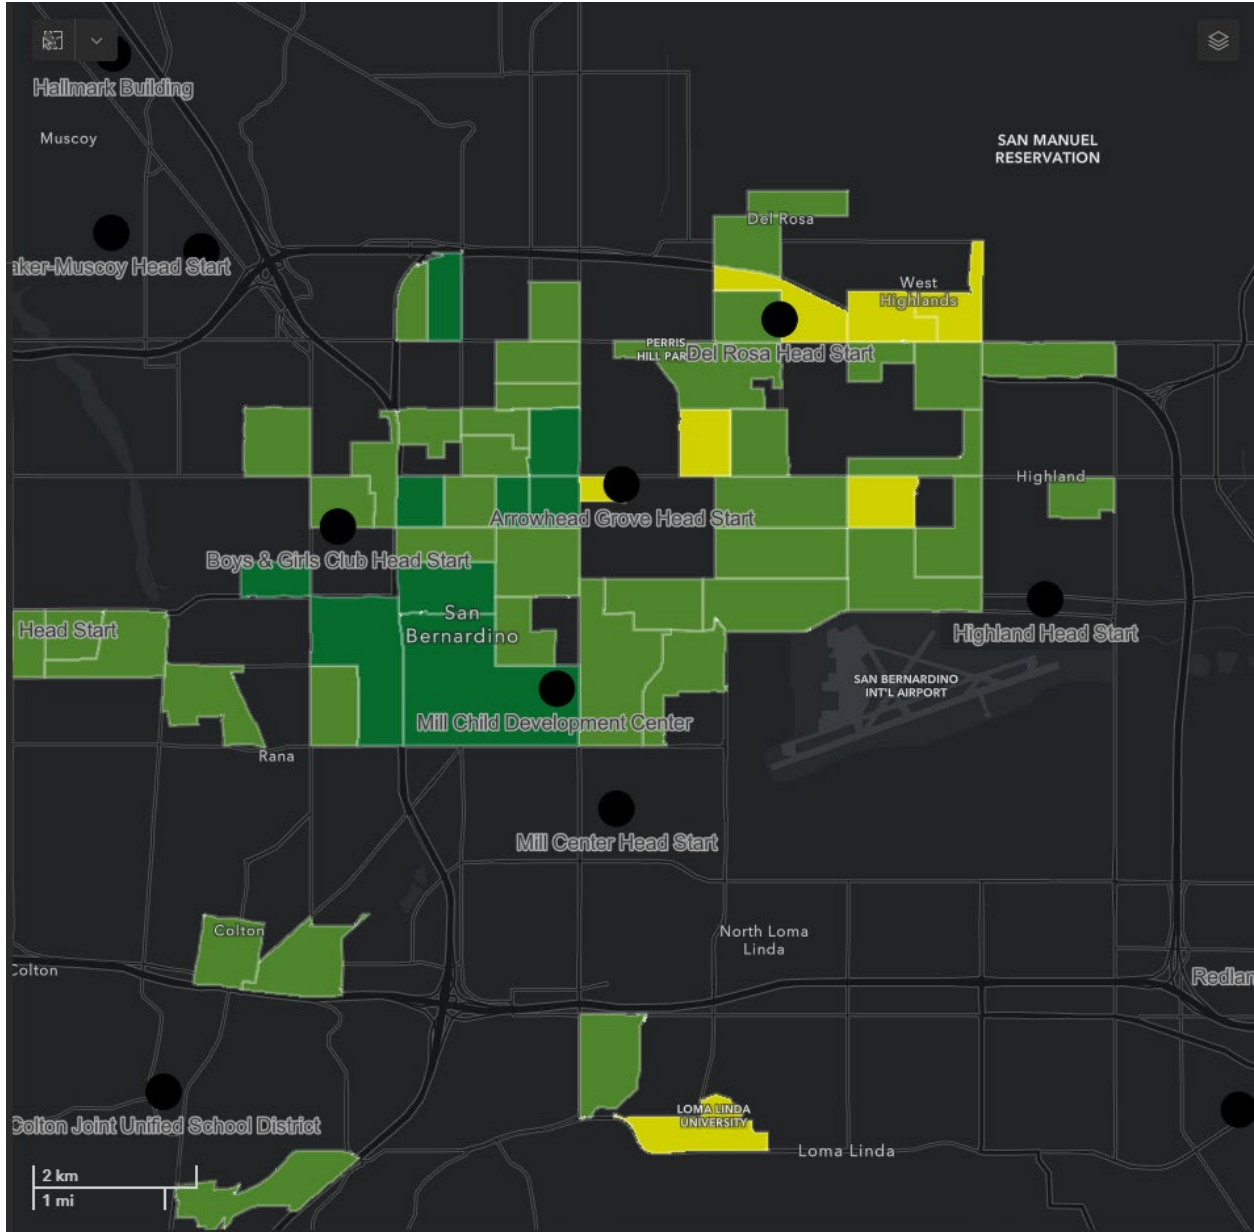 Hallmark Building
Muscoy
SAN MANUEL
RESERVATION
Del Rosa
aker-Muscoy Head Start
West
Highlands
PERRIS
HILL PAR
Del Rosa Head Start
Highland
Arrowhead Grove Head Start
Boys & Girls Club Head Start
San
Bernardino
Head Start
Highland Head Start
SAN BERNARDINO
INT'L AIRPORT
Mill Child Development Center
Rana
Mill Center Head Start
Colton
North Loma
Linda
Colton
Redlan
LOMA LINDA
UNIVERSITY
Colton Joint Unified School District
Loma Linda
2 km
1 mi